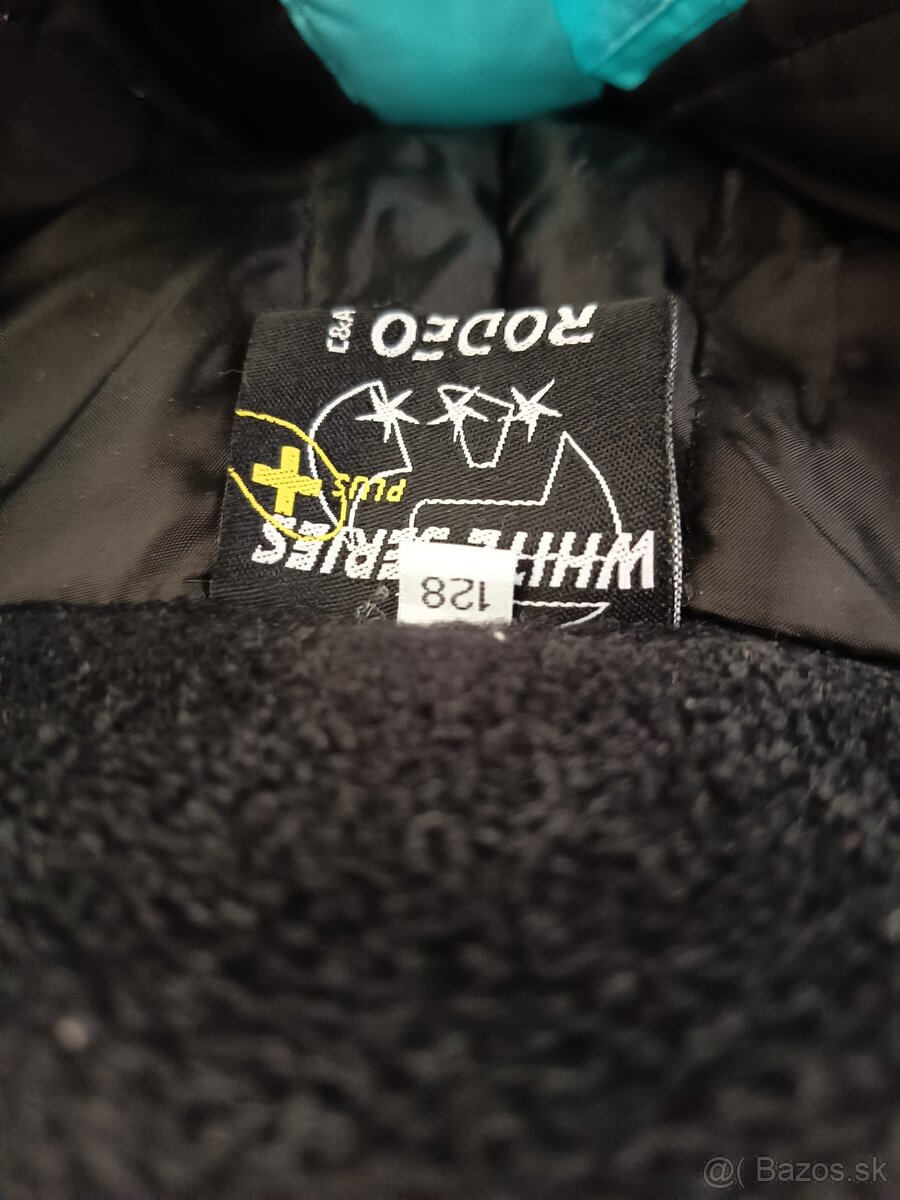 128
WHITE SERIES
PLUS
RODEO C&A
@( Bazos.sk